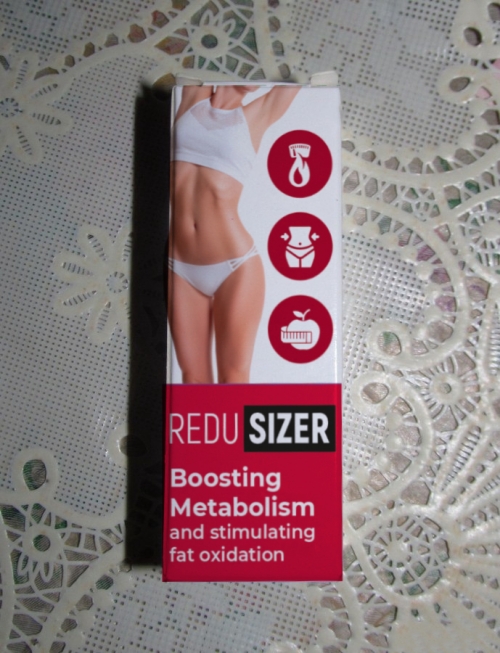 REDU SIZER
Boosting
Metabolism
and stimulating
fat oxidation